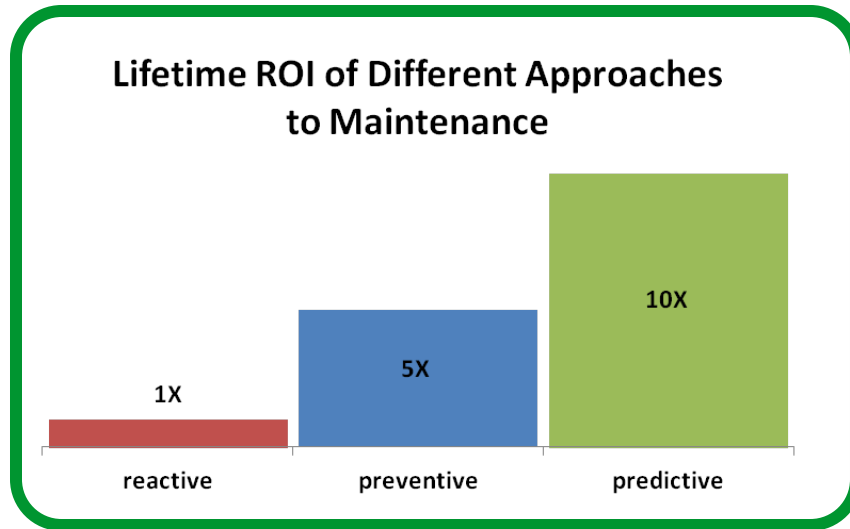 Lifetime ROI of Different Approaches
to Maintenance
1X
5X
10X
reactive
preventive
predictive